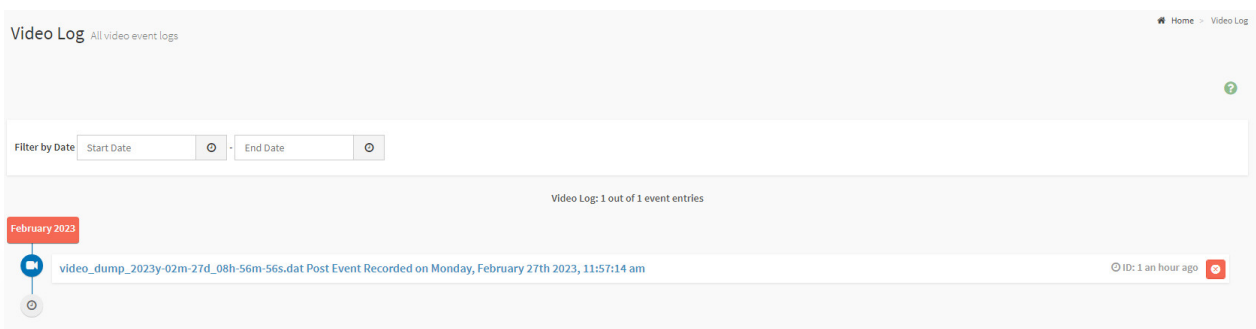 Video Log All video event logs
Home > Video Log
Filter by Date Start Date - End Date
Video Log: 1 out of 1 event entries
February 2023
video_dump_2023y-02m-27d_08h-56m-56s.dat Post Event Recorded on Monday, February 27th 2023, 11:57:14 am
ID: 1 an hour ago